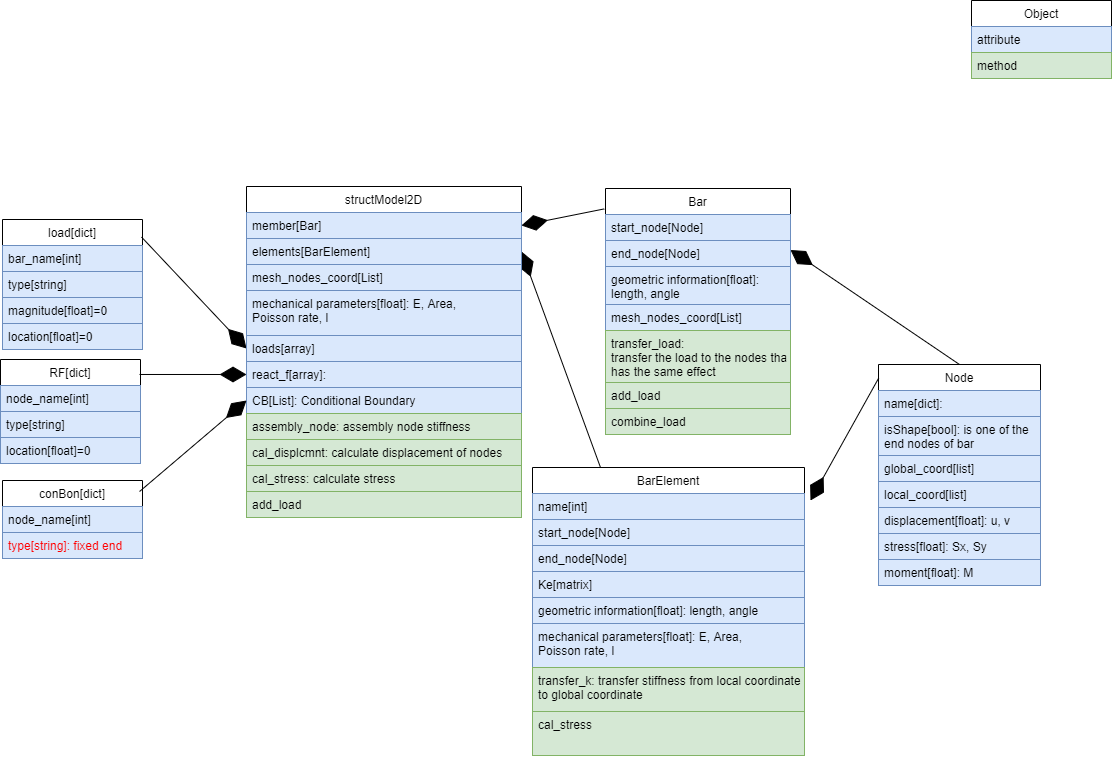 Object
attribute
method
structModel2D
member[Bar]
elements[BarElement]
mesh_nodes_coord[List]
mechanical parameters[float]: E, Area,
Poisson rate, I
loads[array]
react_f[array]:
CB[List]: Conditional Boundary
assembly_node: assembly node stiffness
cal_displcmnt: calculate displacement of nodes
cal_stress: calculate stress
add_load
load[dict]
bar_name[int]
type[string]
magnitude[float]=0
location[float]=0
RF[dict]
node_name[int]
type[string]
location[float]=0
conBon[dict]
node_name[int]
type[string]: fixed end
Bar
start_node[Node]
end_node[Node]
geometric information[float]:
length, angle
mesh_nodes_coord[List]
transfer_load:
transfer the load to the nodes tha
has the same effect
add_load
combine_load
BarElement
name[int]
start_node[Node]
end_node[Node]
Ke[matrix]
geometric information[float]: length, angle
mechanical parameters[float]: E, Area,
Poisson rate, I
transfer_k: transfer stiffness from local coordinate
to global coordinate
cal_stress
Node
name[dict]:
isShape[bool]: is one of the
end nodes of bar
global_coord[list]
local_coord[list]
displacement[float]: u, v
stress[float]: Sx, Sy
moment[float]: M